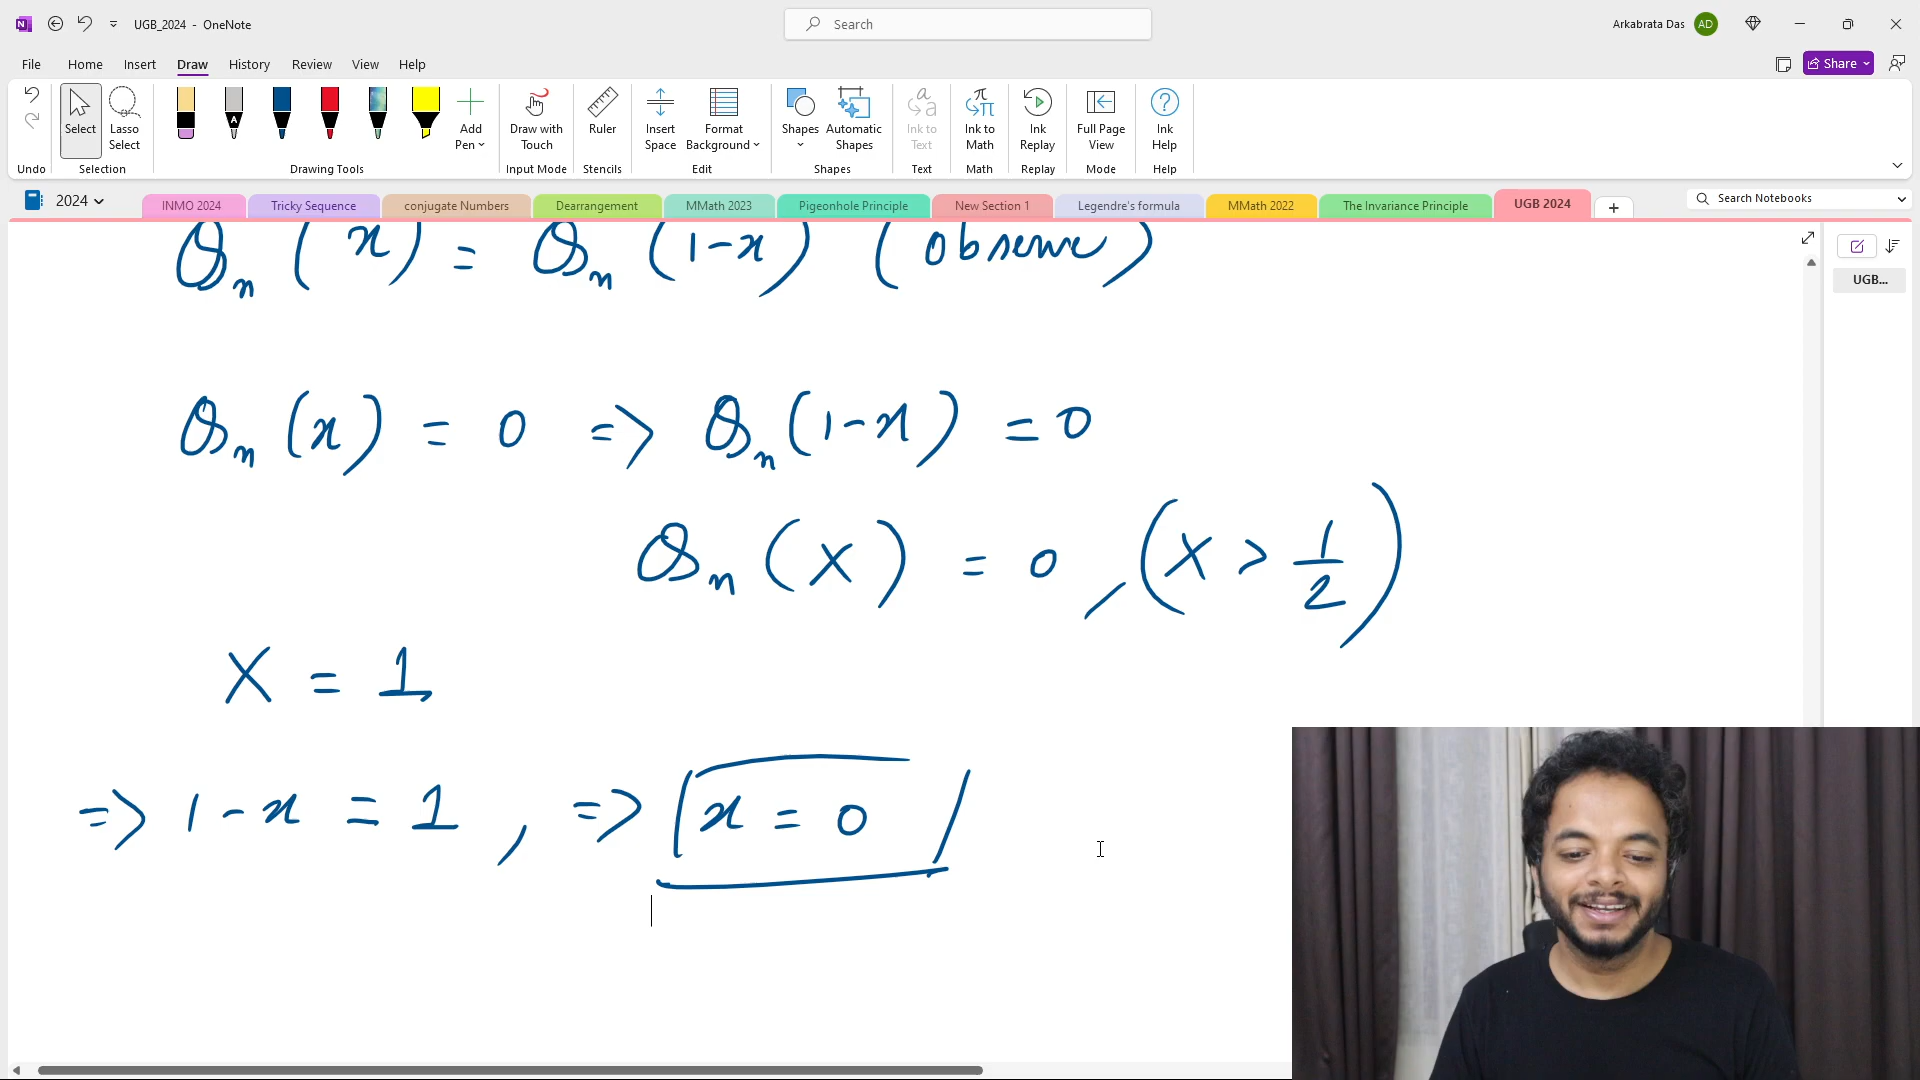 UGB_2024 - OneNote
Search
Arkabrata Das AD
File Home Insert Draw History Review View Help
Share
Select
Lasso Select
Add Pen
Draw with Touch
Ruler
Insert Space
Format Background
Shapes
Automatic Shapes
Ink to Text
Ink to Math
Ink Replay
Full Page View
Ink Help
Undo Selection Drawing Tools Input Mode Stencils Edit Shapes Text Math Replay Mode Help
2024 INMO 2024 Tricky Sequence conjugate Numbers Dearrangement MMath 2023 Pigeonhole Principle New Section 1 Legendre's formula MMath 2022 The Invariance Principle UGB 2024 + Search Notebooks
UGB...
Qₙ(x) = Qₙ(1-x) (observe)
Qₙ(x) = 0 => Qₙ(1-x) = 0
Qₙ(X) = 0, (X > 1/2)
X = 1
=> 1-x = 1, => x = 0